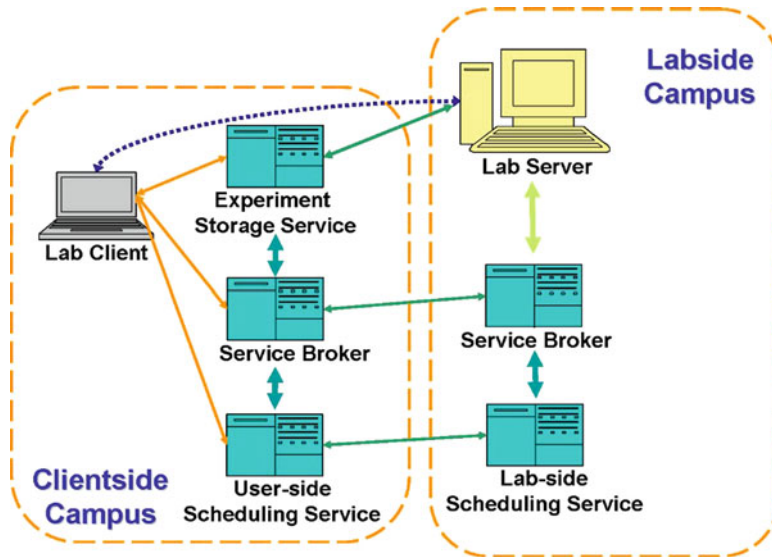 Labside
Campus
Lab Server
Experiment
Storage Service
Lab Client
Service Broker
Service Broker
User-side
Scheduling Service
Lab-side
Scheduling Service
Clientside
Campus